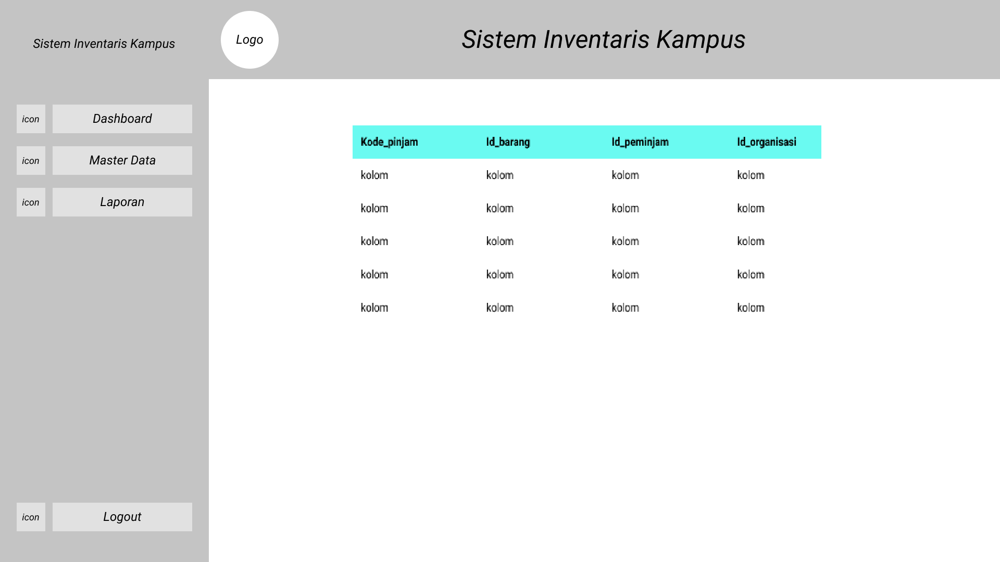 Sistem Inventaris Kampus
Logo
Sistem Inventaris Kampus
icon Dashboard
icon Master Data
icon Laporan
icon Logout
Kode_pinjam Id_barang Id_peminjam Id_organisasi
kolom kolom kolom kolom
kolom kolom kolom kolom
kolom kolom kolom kolom
kolom kolom kolom kolom
kolom kolom kolom kolom